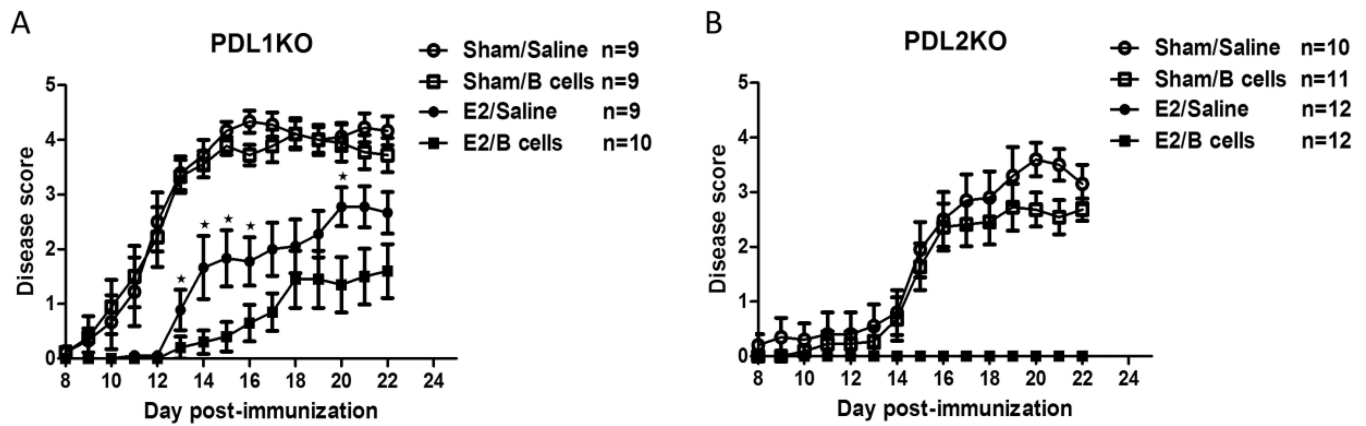 A
PDL1KO
Sham/Saline n=9
Sham/B cells n=9
E2/Saline n=9
E2/B cells n=10
Disease score
5
4
3
2
1
0
8 10 12 14 16 18 20 22 24
Day post-immunization
B
PDL2KO
Sham/Saline n=10
Sham/B cells n=11
E2/Saline n=12
E2/B cells n=12
Disease score
5
4
3
2
1
0
8 10 12 14 16 18 20 22 24
Day post-immunization